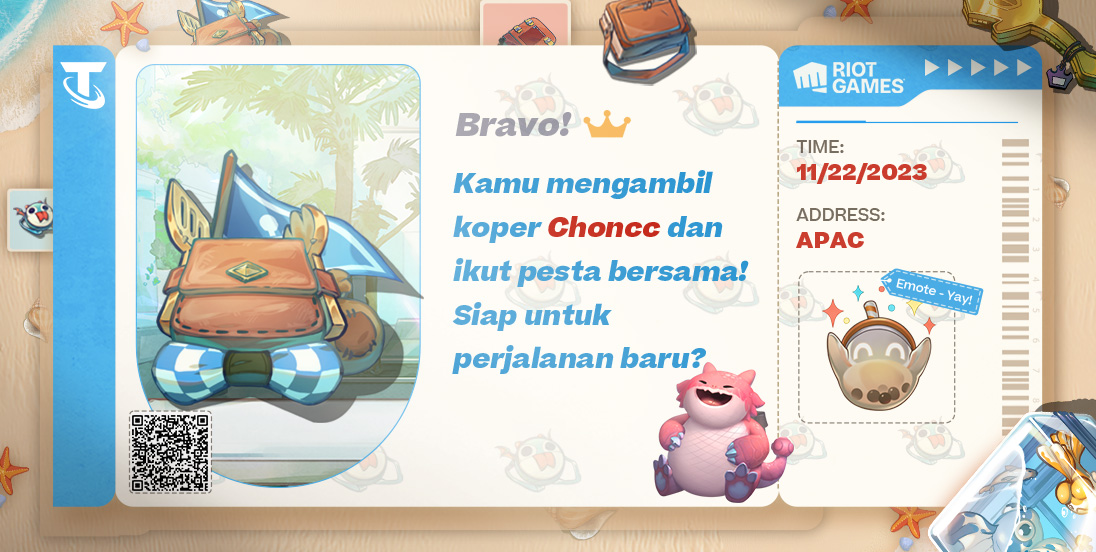 Bravo!
Kamu mengambil
koper Choncc dan
ikut pesta bersama!
Siap untuk
perjalanan baru?
RIOT
GAMES
TIME:
11/22/2023
ADDRESS:
APAC
Emote - Yay!